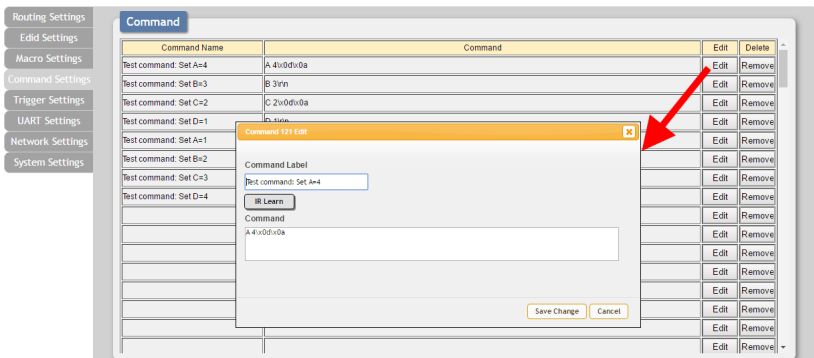 Routing Settings
Edid Settings
Macro Settings
Command Settings
Trigger Settings
UART Settings
Network Settings
System Settings
Command
Command Name Command Edit Delete
Test command: Set A=4 A 4\x0d\x0a Edit Remove
Test command: Set B=3 B 3\r\n Edit Remove
Test command: Set C=2 C 2\x0d\x0a Edit Remove
Test command: Set D=1 D 1\r\n Edit Remove
Test command: Set A=1 Edit Remove
Test command: Set B=2 Edit Remove
Test command: Set C=3 Edit Remove
Test command: Set D=4 Edit Remove
Edit Remove
Edit Remove
Edit Remove
Edit Remove
Edit Remove
Edit Remove
Edit Remove
Edit Remove
Command 121 Edit
Command Label
Test command: Set A=4
IR Learn
Command
A 4\x0d\x0a
Save Change Cancel